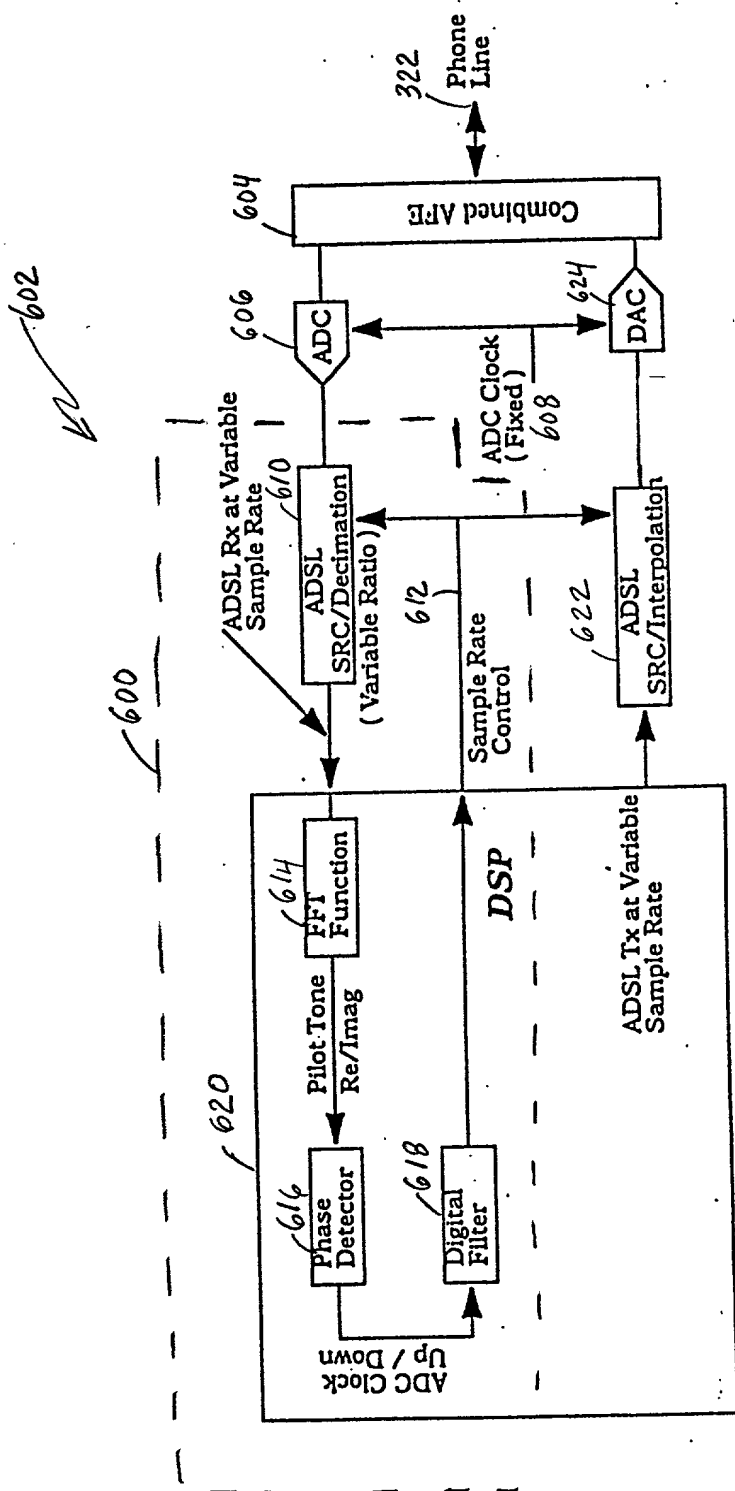 602
600
620
FFT
Function
614
Pilot Tone
Re/Imag
Phase
Detector
616
ADC Clock
Up / Down
Digital
Filter
618
DSP
ADSL Rx at Variable
Sample Rate
610
ADSL
SRC/Decimation
(Variable Ratio)
612
Sample Rate
Control
606
ADC
ADC Clock
(Fixed)
608
604
Combined AFE
322
Phone
Line
624
DAC
622
ADSL
SRC/Interpolation
ADSL Tx at Variable
Sample Rate